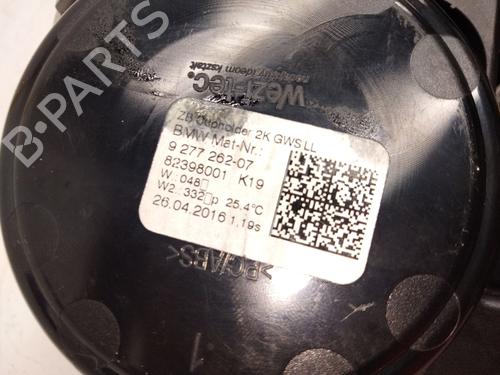 wezi-tec.
ZB Cupholder 2K GWS LL
BMW Mat-Nr.:
9 277 262-07
82398001 K19
W.:048▯
W2.:332▯p 25,4°C
26.04.2016 1,19s
>PC/ABS<
B-PARTS